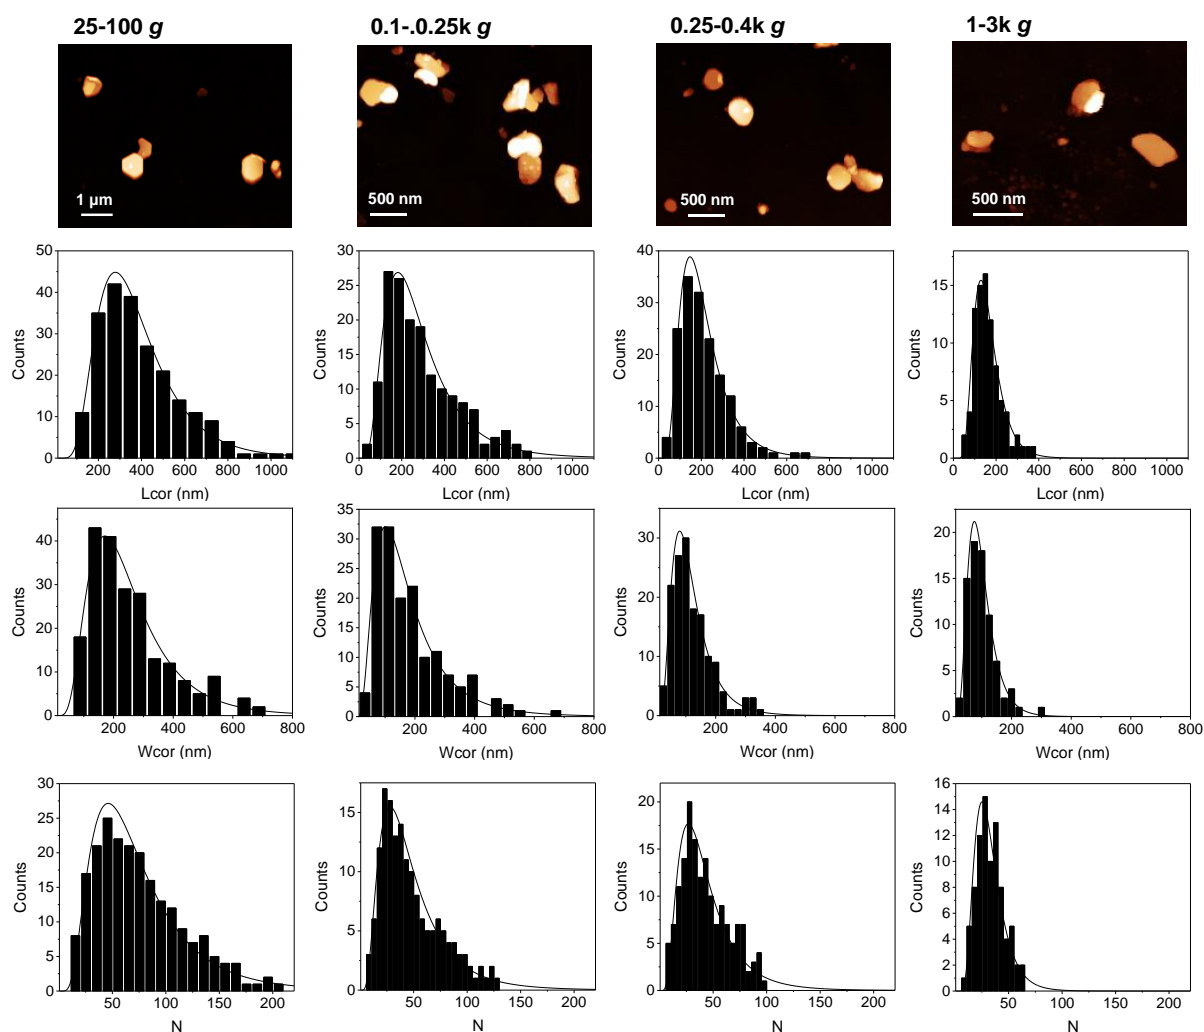 25-100 g
0.1-.0.25k g
0.25-0.4k g
1-3k g
1 µm
500 nm
500 nm
500 nm
50
40
30
20
10
0
Counts
200 400 600 800 1000
Lcor (nm)
30
25
20
15
10
5
0
Counts
0 200 400 600 800 1000
Lcor (nm)
40
30
20
10
0
Counts
0 200 400 600 800 1000
Lcor (nm)
15
10
5
0
Counts
0 200 400 600 800 1000
Lcor (nm)
40
30
20
10
0
Counts
200 400 600 800
Wcor (nm)
35
30
25
20
15
10
5
0
Counts
200 400 600 800
Wcor (nm)
30
20
10
0
Counts
200 400 600 800
Wcor (nm)
20
15
10
5
0
Counts
200 400 600 800
Wcor (nm)
30
25
20
15
10
5
0
Counts
50 100 150 200
N
15
10
5
0
Counts
50 100 150 200
N
20
15
10
5
0
Counts
50 100 150 200
N
16
14
12
10
8
6
4
2
0
Counts
50 100 150 200
N